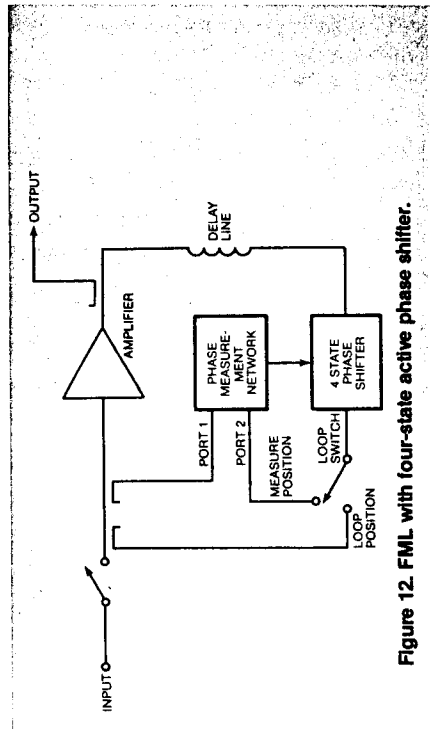 OUTPUT
AMPLIFIER
INPUT
DELAY
LINE
PORT 1
PHASE
MEASURE-
MENT
NETWORK
PORT 2
MEASURE
POSITION
LOOP
SWITCH
4 STATE
PHASE
SHIFTER
LOOP
POSITION
Figure 12. FML with four-state active phase shifter.